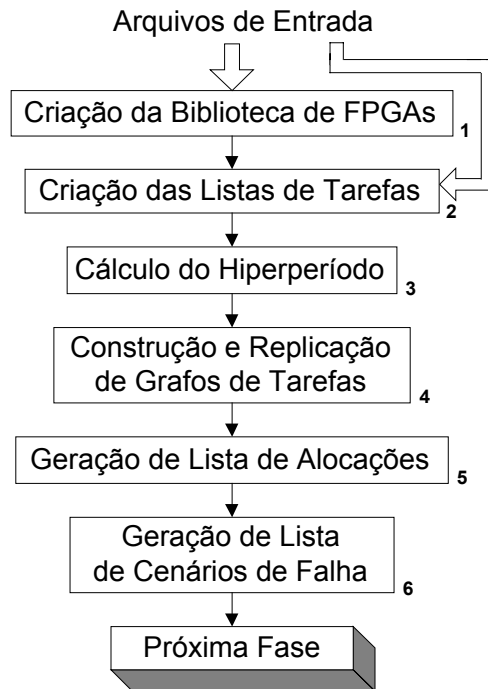 Arquivos de Entrada
Criação da Biblioteca de FPGAs
1
Criação das Listas de Tarefas
2
Cálculo do Hiperperíodo
3
Construção e Replicação
de Grafos de Tarefas
4
Geração de Lista de Alocações
5
Geração de Lista
de Cenários de Falha
6
Próxima Fase